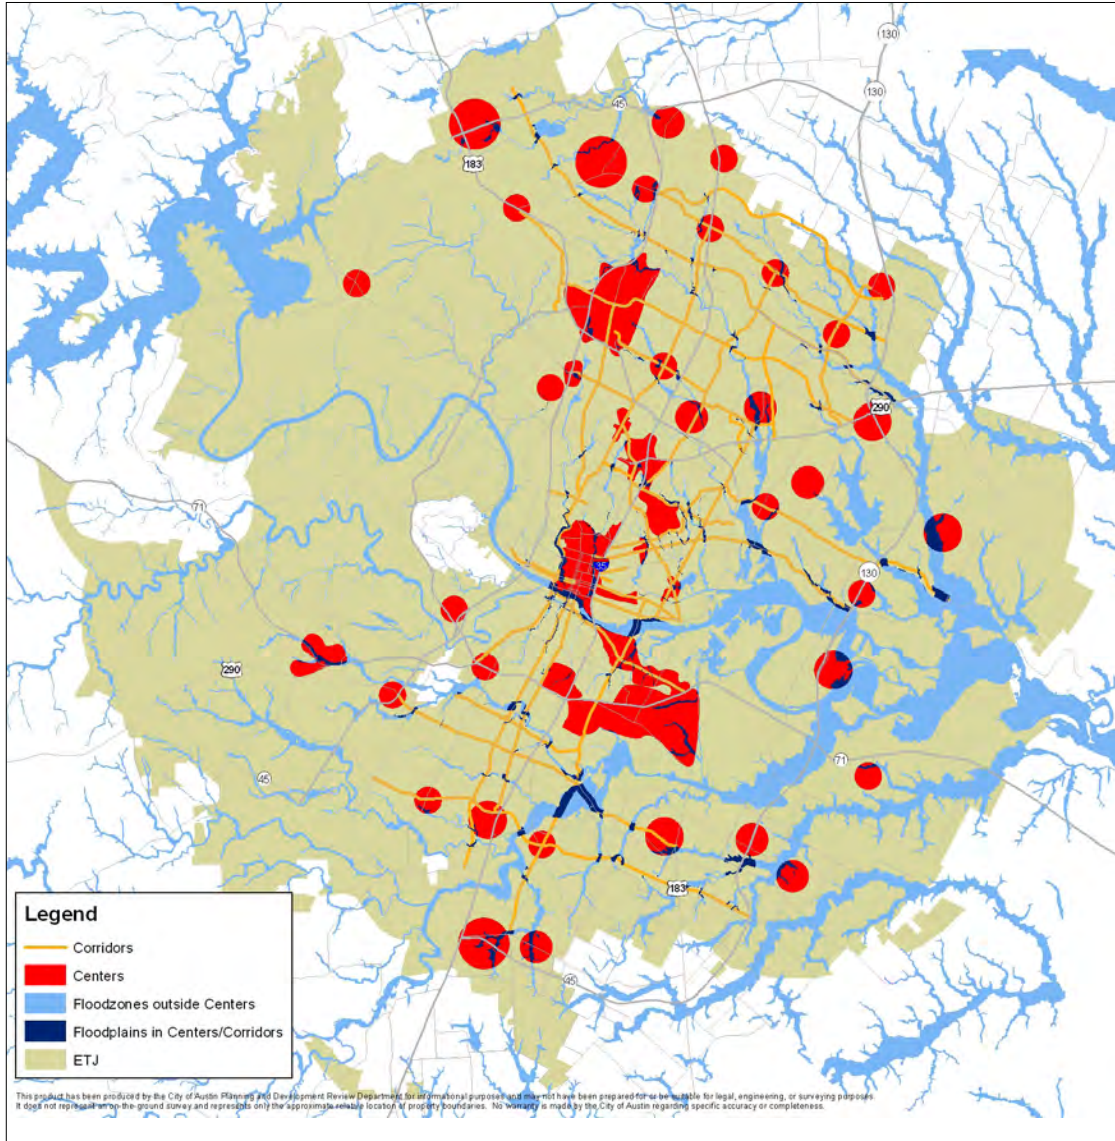 130
130
45
183
290
71
35
130
290
71
45
183
45
Legend
Corridors
Centers
Floodzones outside Centers
Floodplains in Centers/Corridors
ETJ
This product has been produced by the City of Austin Planning and Development Review Department for informational purposes and may not have been prepared for or be suitable for legal, engineering, or surveying purposes.
It does not represent an on-the-ground survey and represents only the approximate relative location of property boundaries. No warranty is made by the City of Austin regarding specific accuracy or completeness.